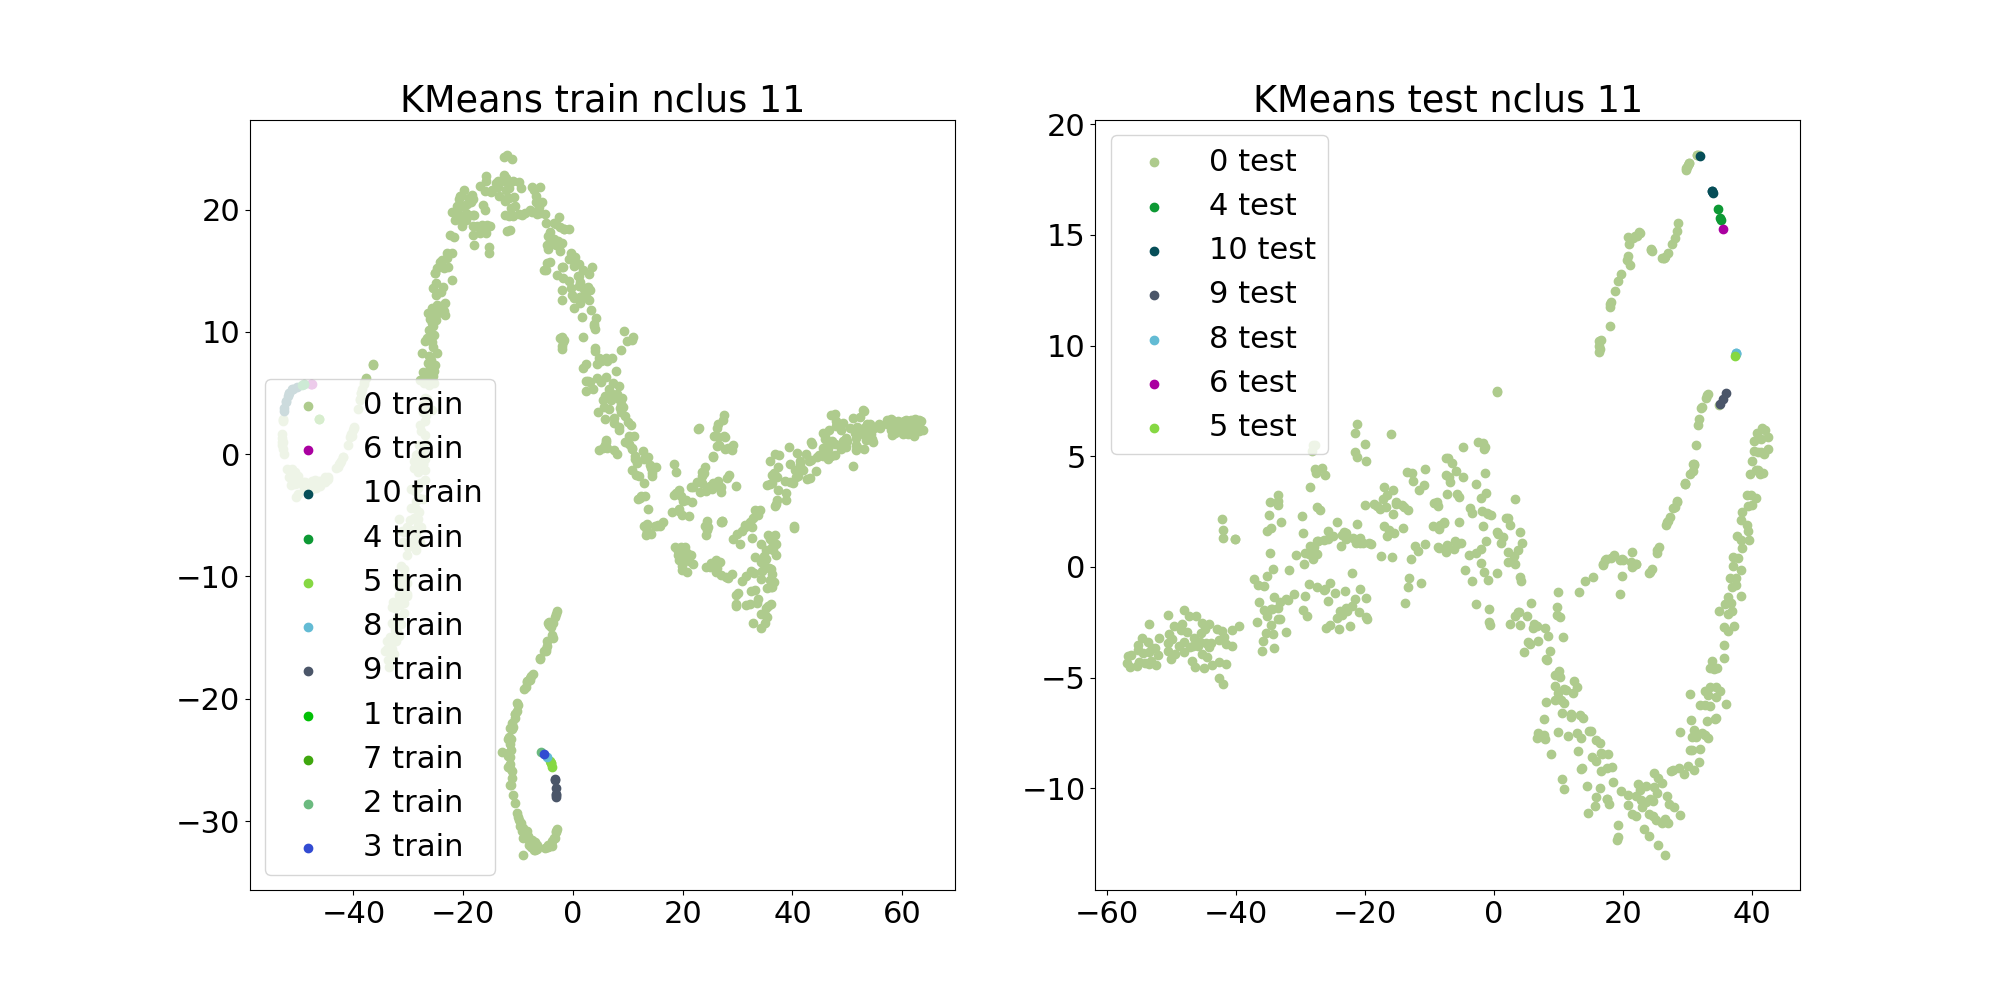 KMeans train nclus 11
20
10
0
−10
−20
−30
−40
−20
0
20
40
60
0 train
6 train
10 train
4 train
5 train
8 train
9 train
1 train
7 train
2 train
3 train
KMeans test nclus 11
20
15
10
5
0
−5
−10
−60
−40
−20
0
20
40
0 test
4 test
10 test
9 test
8 test
6 test
5 test